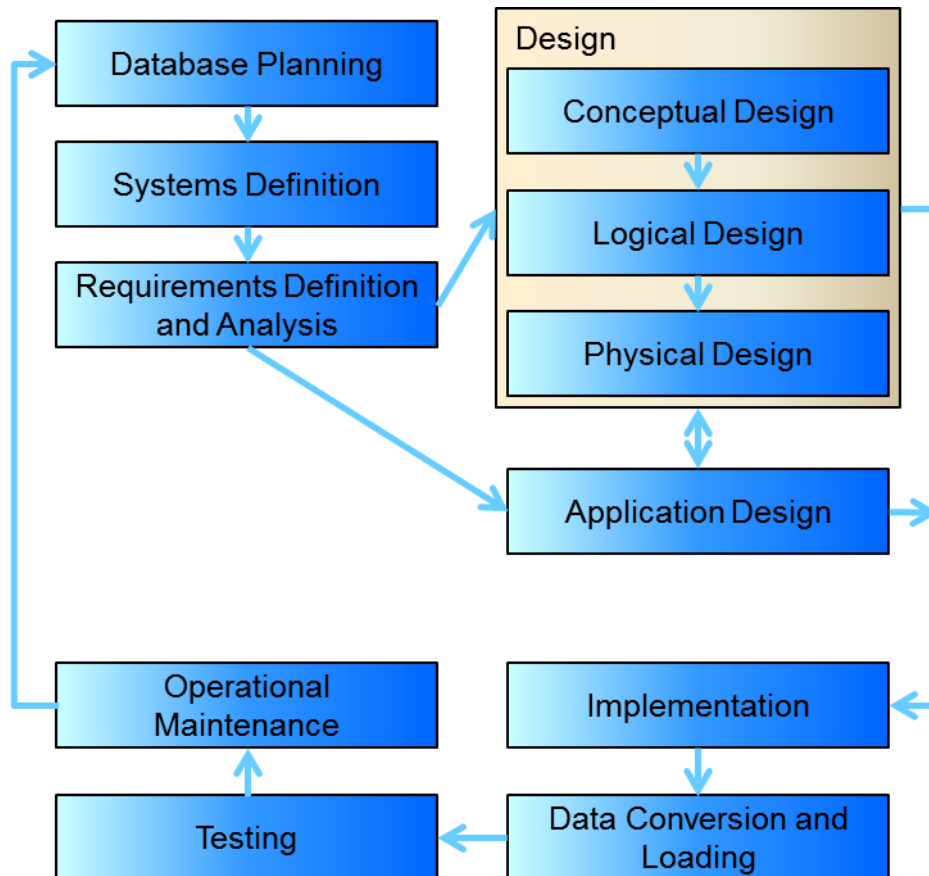 Database Planning
Systems Definition
Requirements Definition
and Analysis
Design
Conceptual Design
Logical Design
Physical Design
Application Design
Operational
Maintenance
Implementation
Testing
Data Conversion and
Loading